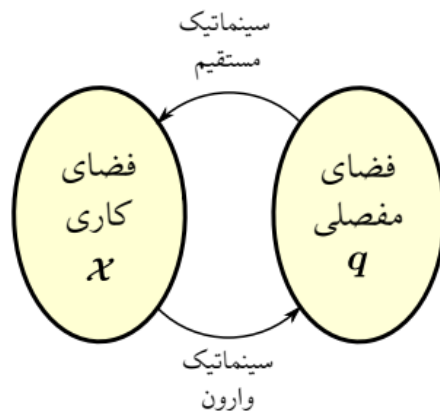 سینماتیک
مستقیم
فضای
مفصلی
q
فضای
کاری
𝒳
سینماتیک
وارون